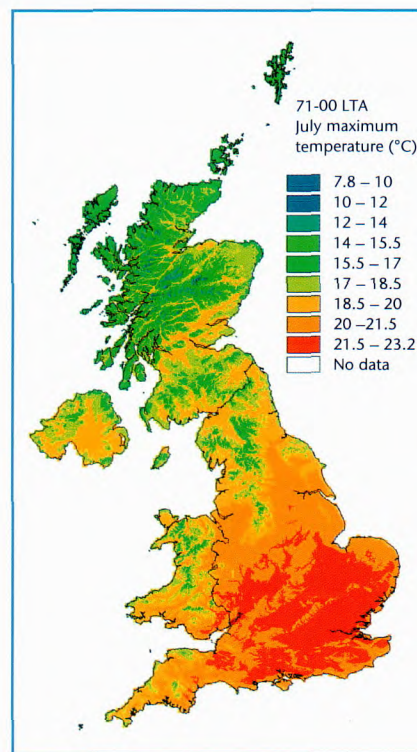 71-00 LTA
July maximum
temperature (°C)
7.8 – 10
10 – 12
12 – 14
14 – 15.5
15.5 – 17
17 – 18.5
18.5 – 20
20 –21.5
21.5 – 23.2
No data